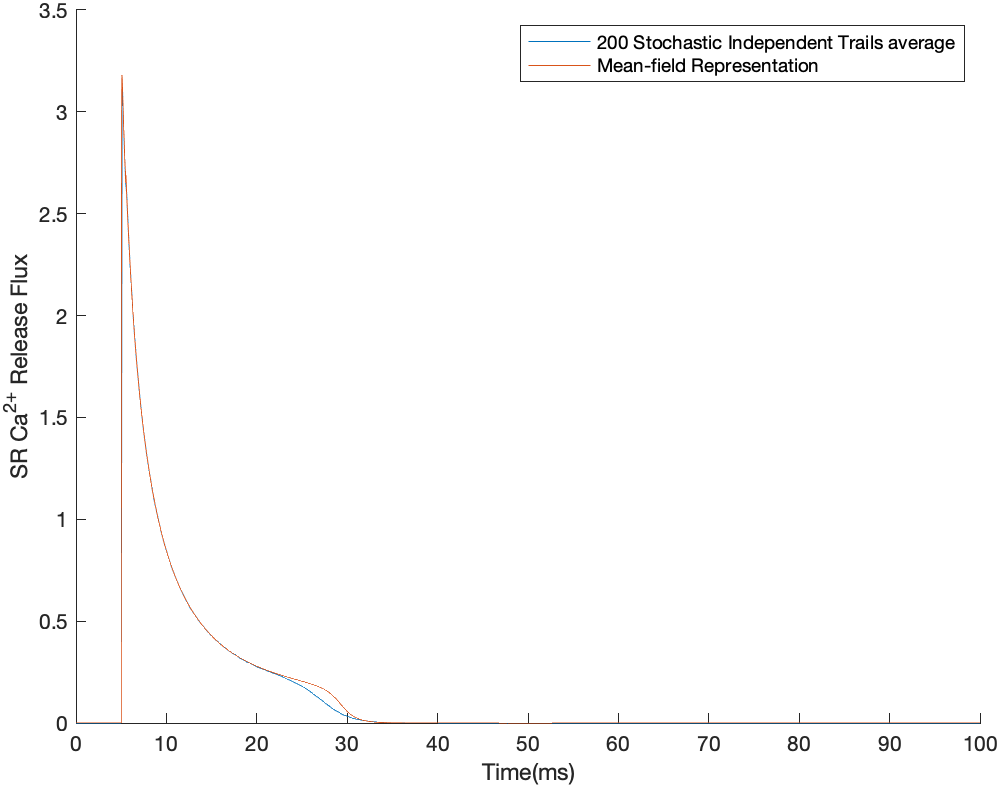 3.5
3
2.5
2
1.5
1
0.5
0
SR Ca²⁺ Release Flux
200 Stochastic Independent Trails average
Mean-field Representation
0 10 20 30 40 50 60 70 80 90 100
Time(ms)